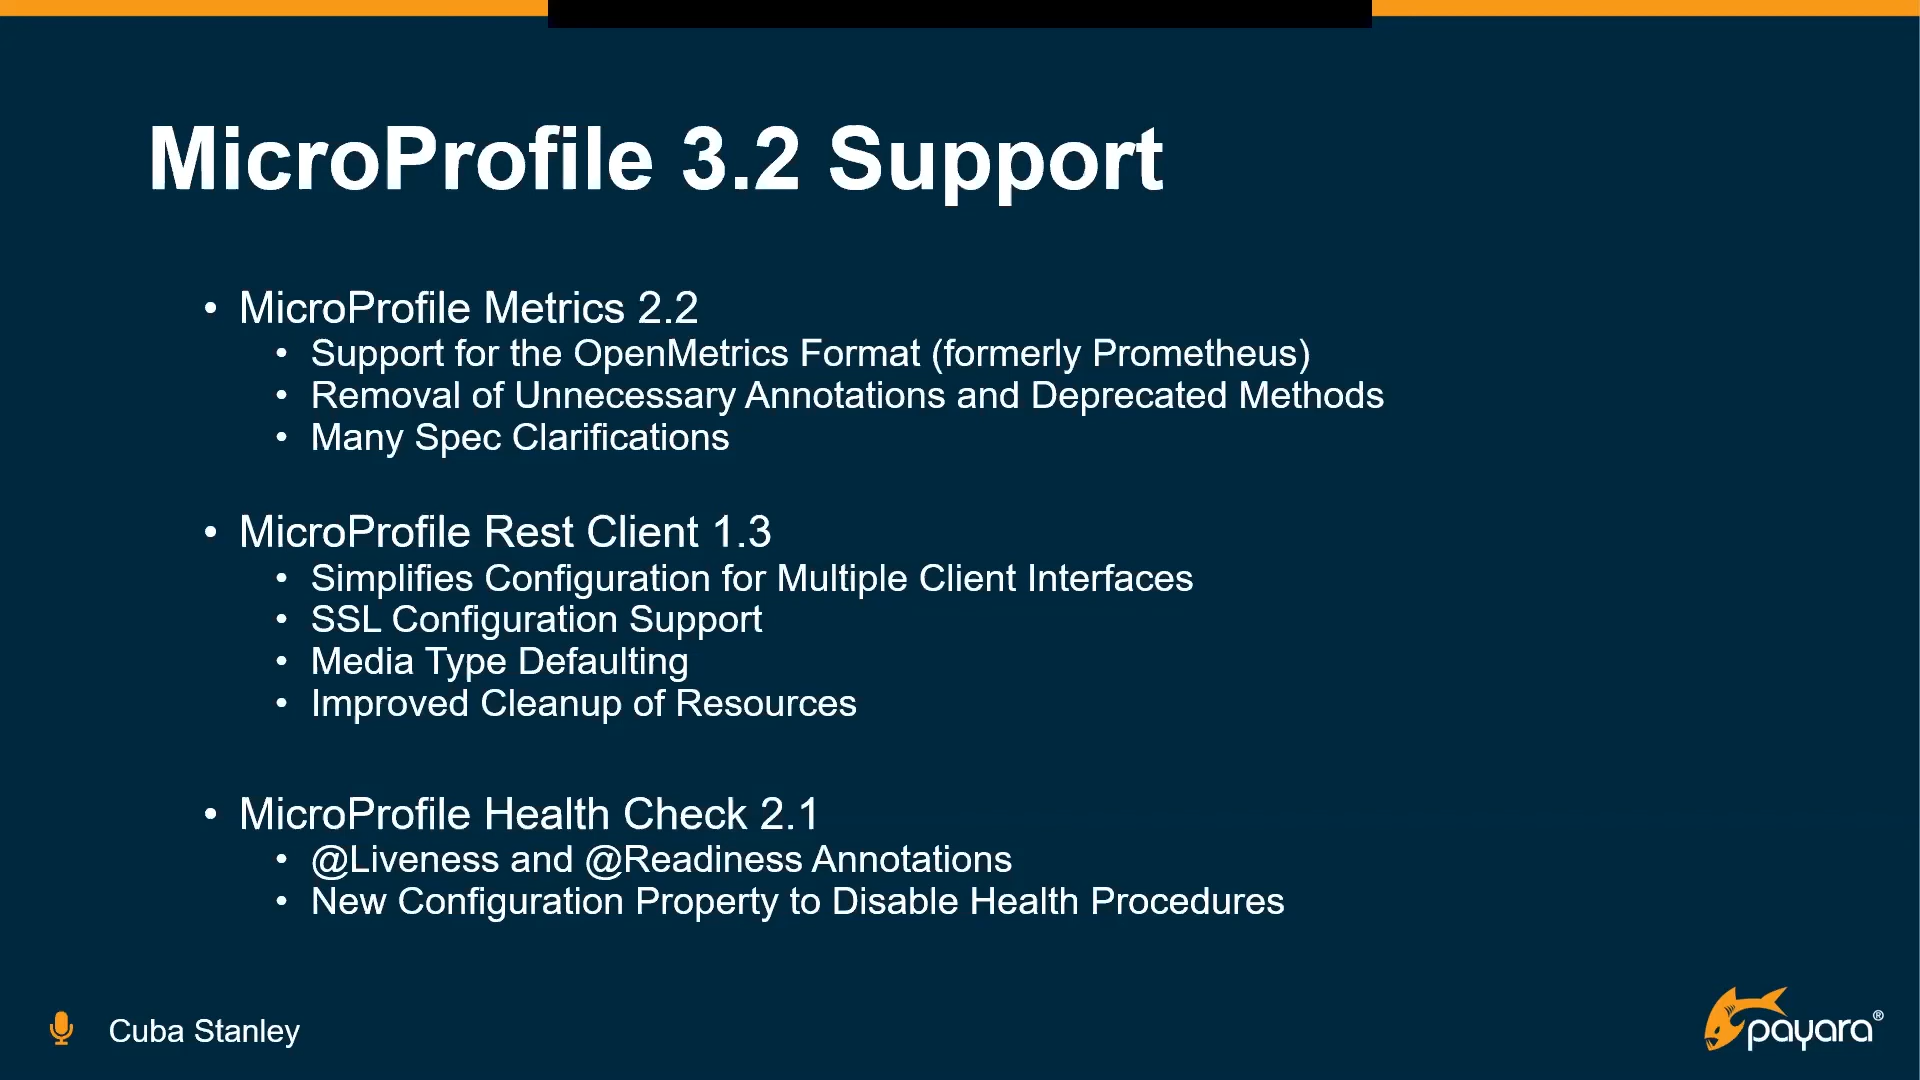 MicroProfile 3.2 Support
• MicroProfile Metrics 2.2
• Support for the OpenMetrics Format (formerly Prometheus)
• Removal of Unnecessary Annotations and Deprecated Methods
• Many Spec Clarifications
• MicroProfile Rest Client 1.3
• Simplifies Configuration for Multiple Client Interfaces
• SSL Configuration Support
• Media Type Defaulting
• Improved Cleanup of Resources
• MicroProfile Health Check 2.1
• @Liveness and @Readiness Annotations
• New Configuration Property to Disable Health Procedures
Cuba Stanley
payara®